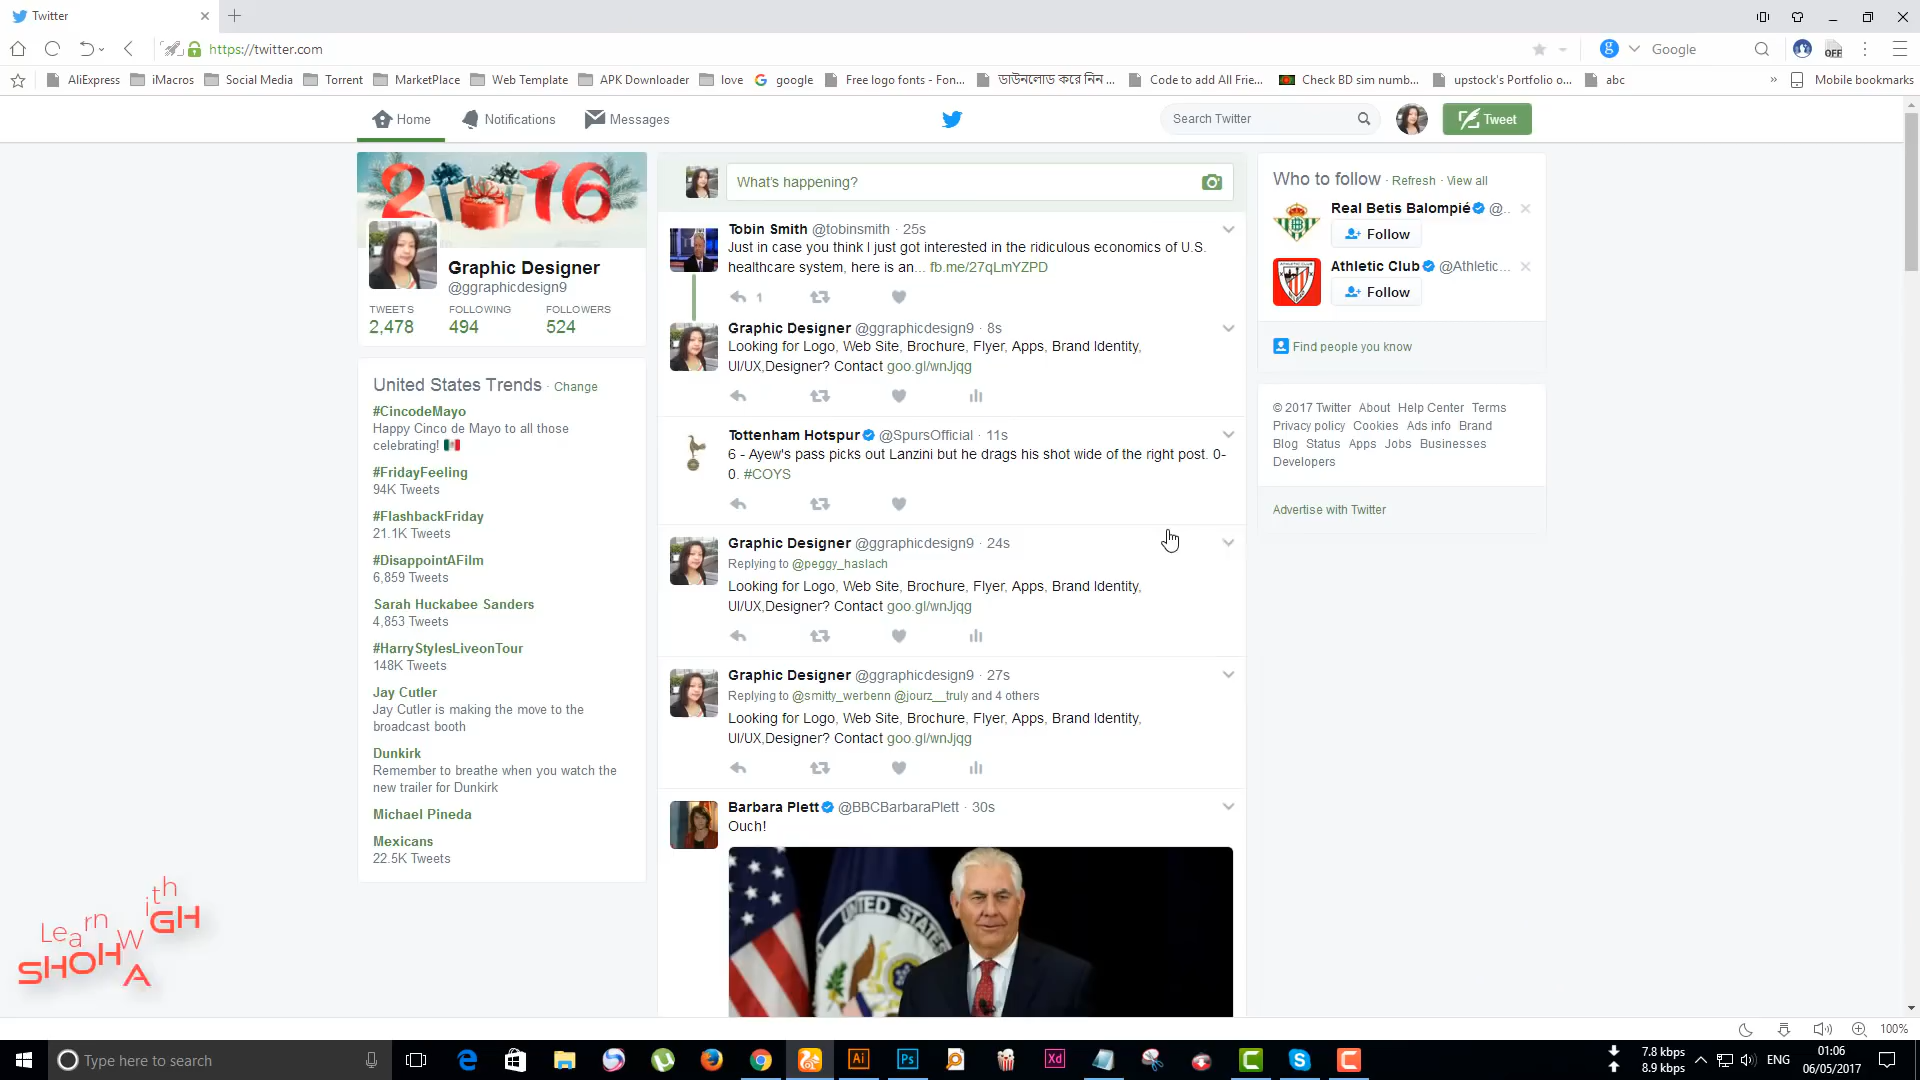 Twitter
https://twitter.com
Google
AliExpress
iMacros
Social Media
Torrent
MarketPlace
Web Template
APK Downloader
love
google
Free logo fonts - Fon...
ডাউনলোড করে নিন ...
Code to add All Frie...
Check BD sim numb...
upstock's Portfolio o...
abc
Mobile bookmarks
Home
Notifications
Messages
Search Twitter
Tweet
2016
Graphic Designer
@ggraphicdesign9
TWEETS FOLLOWING FOLLOWERS
2,478 494 524
United States Trends · Change
#CincodeMayo
Happy Cinco de Mayo to all those
celebrating!
#FridayFeeling
94K Tweets
#FlashbackFriday
21.1K Tweets
#DisappointAFilm
6,859 Tweets
Sarah Huckabee Sanders
4,853 Tweets
#HarryStylesLiveonTour
148K Tweets
Jay Cutler
Jay Cutler is making the move to the
broadcast booth
Dunkirk
Remember to breathe when you watch the
new trailer for Dunkirk
Michael Pineda
Mexicans
22.5K Tweets
What's happening?
Tobin Smith @tobinsmith · 25s
Just in case you think I just got interested in the ridiculous economics of U.S.
healthcare system, here is an... fb.me/27qLmYZPD
1
Graphic Designer @ggraphicdesign9 · 8s
Looking for Logo, Web Site, Brochure, Flyer, Apps, Brand Identity,
UI/UX,Designer? Contact goo.gl/wnJjqg
Tottenham Hotspur @SpursOfficial · 11s
6 - Ayew's pass picks out Lanzini but he drags his shot wide of the right post. 0-
0. #COYS
Graphic Designer @ggraphicdesign9 · 24s
Replying to @peggy_haslach
Looking for Logo, Web Site, Brochure, Flyer, Apps, Brand Identity,
UI/UX,Designer? Contact goo.gl/wnJjqg
Graphic Designer @ggraphicdesign9 · 27s
Replying to @smitty_werbenn @jourz__truly and 4 others
Looking for Logo, Web Site, Brochure, Flyer, Apps, Brand Identity,
UI/UX,Designer? Contact goo.gl/wnJjqg
Barbara Plett @BBCBarbaraPlett · 30s
Ouch!
UNITED STATES
Who to follow · Refresh · View all
Real Betis Balompié @..
Follow
Athletic Club @Athletic...
Follow
Find people you know
© 2017 Twitter About Help Center Terms
Privacy policy Cookies Ads info Brand
Blog Status Apps Jobs Businesses
Developers
Advertise with Twitter
Learn with
SHOHAGH
100%
Type here to search
Ai
Ps
Xd
7.8 kbps
8.9 kbps
ENG
01:06
06/05/2017
OFF